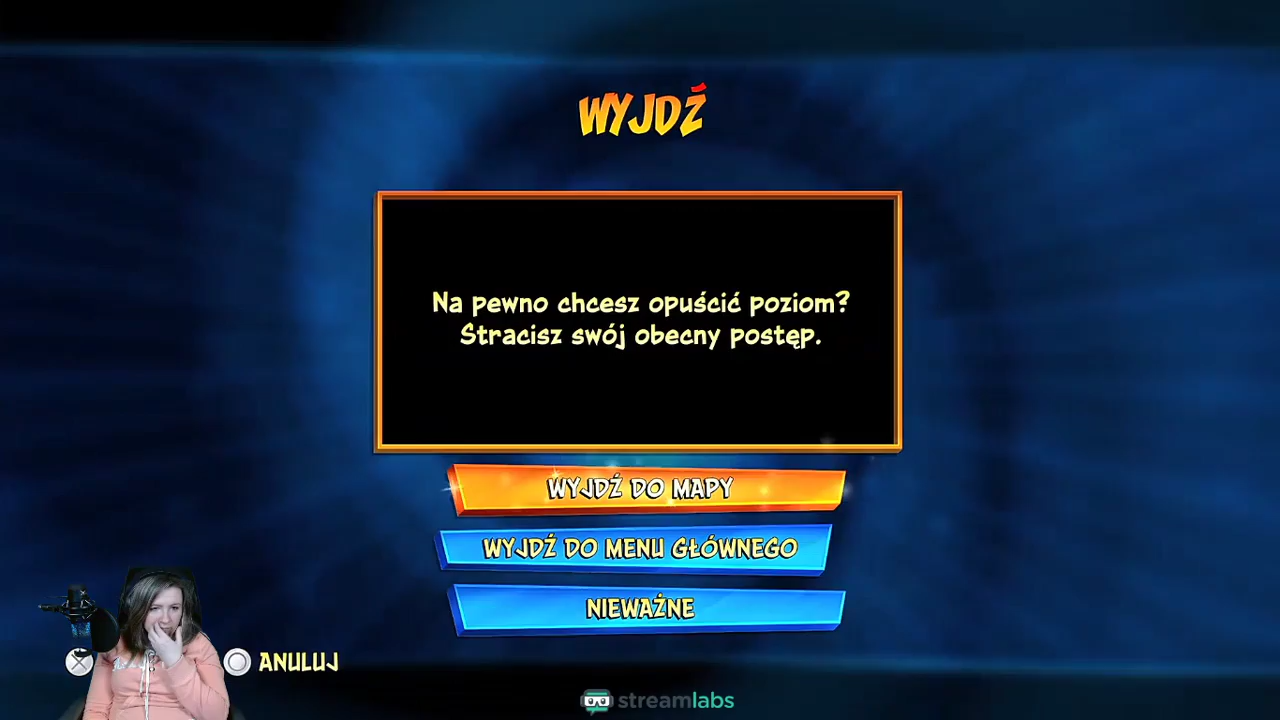 WYJDŹ
Na pewno chcesz opuścić poziom?
Stracisz swój obecny postęp.
WYJDŹ DO MAPY
WYJDŹ DO MENU GŁÓWNEGO
NIEWAŻNE
ANULUJ
streamlabs